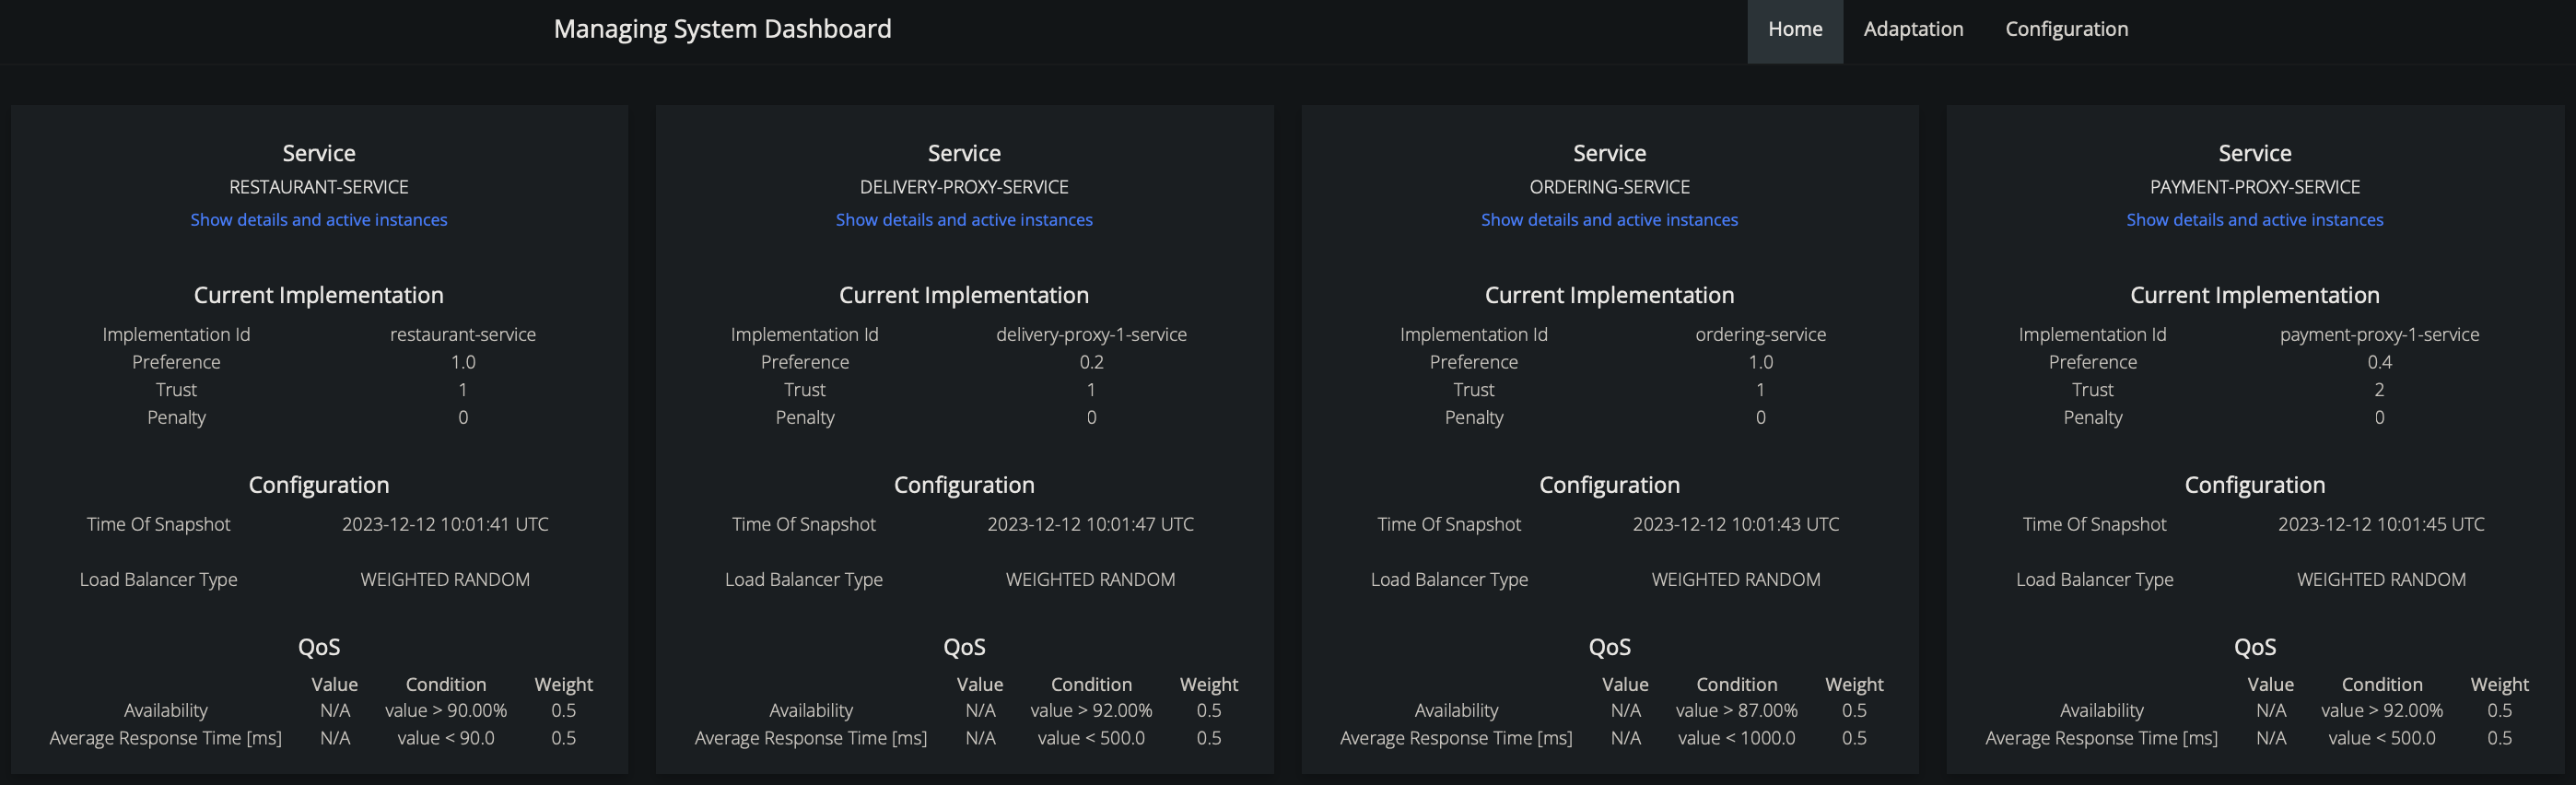 Managing System Dashboard
Home Adaptation Configuration
Service
RESTAURANT-SERVICE
Show details and active instances
Current Implementation
Implementation Id restaurant-service
Preference 1.0
Trust 1
Penalty 0
Configuration
Time Of Snapshot 2023-12-12 10:01:41 UTC
Load Balancer Type WEIGHTED RANDOM
QoS
Value Condition Weight
Availability N/A value > 90.00% 0.5
Average Response Time [ms] N/A value < 90.0 0.5
Service
DELIVERY-PROXY-SERVICE
Show details and active instances
Current Implementation
Implementation Id delivery-proxy-1-service
Preference 0.2
Trust 1
Penalty 0
Configuration
Time Of Snapshot 2023-12-12 10:01:47 UTC
Load Balancer Type WEIGHTED RANDOM
QoS
Value Condition Weight
Availability N/A value > 92.00% 0.5
Average Response Time [ms] N/A value < 500.0 0.5
Service
ORDERING-SERVICE
Show details and active instances
Current Implementation
Implementation Id ordering-service
Preference 1.0
Trust 1
Penalty 0
Configuration
Time Of Snapshot 2023-12-12 10:01:43 UTC
Load Balancer Type WEIGHTED RANDOM
QoS
Value Condition Weight
Availability N/A value > 87.00% 0.5
Average Response Time [ms] N/A value < 1000.0 0.5
Service
PAYMENT-PROXY-SERVICE
Show details and active instances
Current Implementation
Implementation Id payment-proxy-1-service
Preference 0.4
Trust 2
Penalty 0
Configuration
Time Of Snapshot 2023-12-12 10:01:45 UTC
Load Balancer Type WEIGHTED RANDOM
QoS
Value Condition Weight
Availability N/A value > 92.00% 0.5
Average Response Time [ms] N/A value < 500.0 0.5